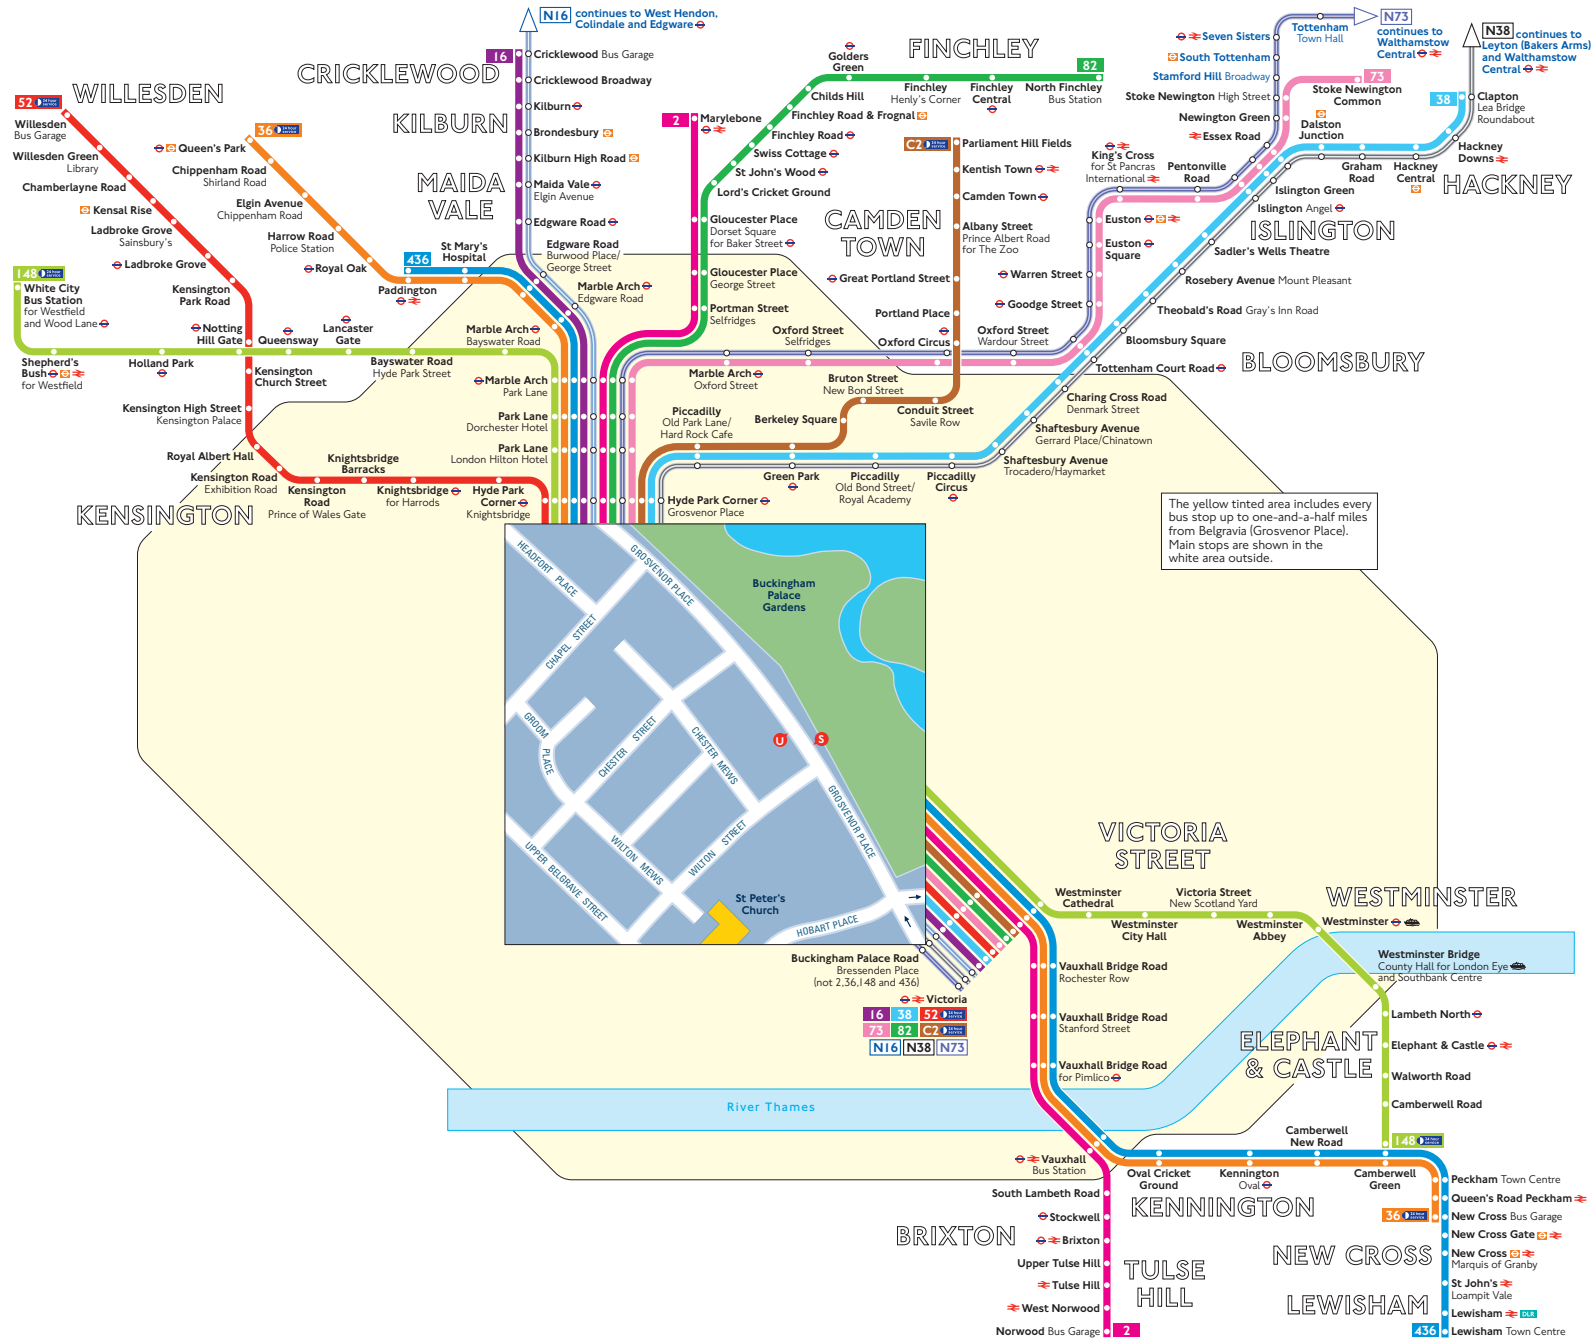 N16
continues to West Hendon,
Colindale and Edgware
16
Cricklewood Bus Garage
Cricklewood Broadway
Kilburn
Brondesbury
Kilburn High Road
Maida Vale
Elgin Avenue
Edgware Road
Edgware Road
Burwood Place/
George Street
Marble Arch
Edgware Road
CRICKLEWOOD
KILBURN
MAIDA
VALE
WILLESDEN
52 24 hour service
Willesden
Bus Garage
Willesden Green
Library
Chamberlayne Road
Kensal Rise
Ladbroke Grove
Sainsbury's
Ladbroke Grove
Kensington
Park Road
Notting
Hill Gate
Kensington
Church Street
Kensington High Street
Kensington Palace
Royal Albert Hall
Kensington Road
Exhibition Road
Kensington
Road
Prince of Wales Gate
Knightsbridge
Barracks
Knightsbridge
for Harrods
Hyde Park
Corner
Knightsbridge
KENSINGTON
36 24 hour service
Queen's Park
Chippenham Road
Shirland Road
Elgin Avenue
Chippenham Road
Harrow Road
Police Station
Royal Oak
Paddington
436
St Mary's
Hospital
148 24 hour service
White City
Bus Station
for Westfield
and Wood Lane
Shepherd's
Bush
for Westfield
Holland Park
Queensway
Lancaster
Gate
Bayswater Road
Hyde Park Street
Marble Arch
Bayswater Road
Marble Arch
Park Lane
Park Lane
Dorchester Hotel
Park Lane
London Hilton Hotel
2
Marylebone
FINCHLEY
82
North Finchley
Bus Station
Finchley
Central
Finchley
Henly's Corner
Golders
Green
Childs Hill
Finchley Road & Frognal
Finchley Road
Swiss Cottage
St John's Wood
Lord's Cricket Ground
Gloucester Place
Dorset Square
for Baker Street
Gloucester Place
George Street
Portman Street
Selfridges
C2 24 hour service
Parliament Hill Fields
Kentish Town
Camden Town
Albany Street
Prince Albert Road
for The Zoo
Great Portland Street
Portland Place
Oxford Circus
CAMDEN
TOWN
Oxford Street
Selfridges
Oxford Street
Wardour Street
Marble Arch
Oxford Street
Bruton Street
New Bond Street
Conduit Street
Savile Row
Berkeley Square
Piccadilly
Old Park Lane/
Hard Rock Cafe
Green Park
Piccadilly
Old Bond Street/
Royal Academy
Piccadilly
Circus
Hyde Park Corner
Grosvenor Place
N73
continues to
Walthamstow
Central
Tottenham
Town Hall
Seven Sisters
South Tottenham
Stamford Hill Broadway
Stoke Newington High Street
Newington Green
Essex Road
73
Stoke Newington
Common
N38
continues to
Leyton (Bakers Arms)
and Walthamstow
Central
38
Clapton
Lea Bridge
Roundabout
Hackney
Downs
Hackney
Central
Graham
Road
Dalston
Junction
HACKNEY
Islington Green
Islington Angel
ISLINGTON
Sadler's Wells Theatre
Rosebery Avenue Mount Pleasant
Theobald's Road Gray's Inn Road
Bloomsbury Square
BLOOMSBURY
Tottenham Court Road
Charing Cross Road
Denmark Street
Shaftesbury Avenue
Gerrard Place/Chinatown
Shaftesbury Avenue
Trocadero/Haymarket
King's Cross
for St Pancras
International
Pentonville
Road
Euston
Euston
Square
Warren Street
Goodge Street
The yellow tinted area includes every
bus stop up to one-and-a-half miles
from Belgravia (Grosvenor Place).
Main stops are shown in the
white area outside.
HEADFORT PLACE
GROSVENOR PLACE
Buckingham
Palace
Gardens
CHAPEL STREET
GROOM PLACE
CHESTER STREET
CHESTER MEWS
U
S
GROSVENOR PLACE
WILTON MEWS
WILTON STREET
UPPER BELGRAVE STREET
St Peter's
Church
HOBART PLACE
Buckingham Palace Road
Bressenden Place
(not 2,36,148 and 436)
Victoria
16 38 52 24 hour service
73 82 C2 24 hour service
N16 N38 N73
VICTORIA
STREET
Westminster
Cathedral
Victoria Street
New Scotland Yard
Westminster
City Hall
Westminster
Abbey
WESTMINSTER
Westminster
Westminster Bridge
County Hall for London Eye
and Southbank Centre
Lambeth North
Elephant & Castle
Walworth Road
Camberwell Road
ELEPHANT
& CASTLE
148 24 hour service
Vauxhall Bridge Road
Rochester Row
Vauxhall Bridge Road
Stanford Street
Vauxhall Bridge Road
for Pimlico
River Thames
Vauxhall
Bus Station
South Lambeth Road
Stockwell
Brixton
Upper Tulse Hill
Tulse Hill
West Norwood
Norwood Bus Garage
2
BRIXTON
TULSE
HILL
Oval Cricket
Ground
Kennington
Oval
Camberwell
New Road
Camberwell
Green
KENNINGTON
Peckham Town Centre
Queen's Road Peckham
36 24 hour service
New Cross Bus Garage
New Cross Gate
New Cross
Marquis of Granby
St John's
Loampit Vale
Lewisham DLR
436
Lewisham Town Centre
NEW CROSS
LEWISHAM